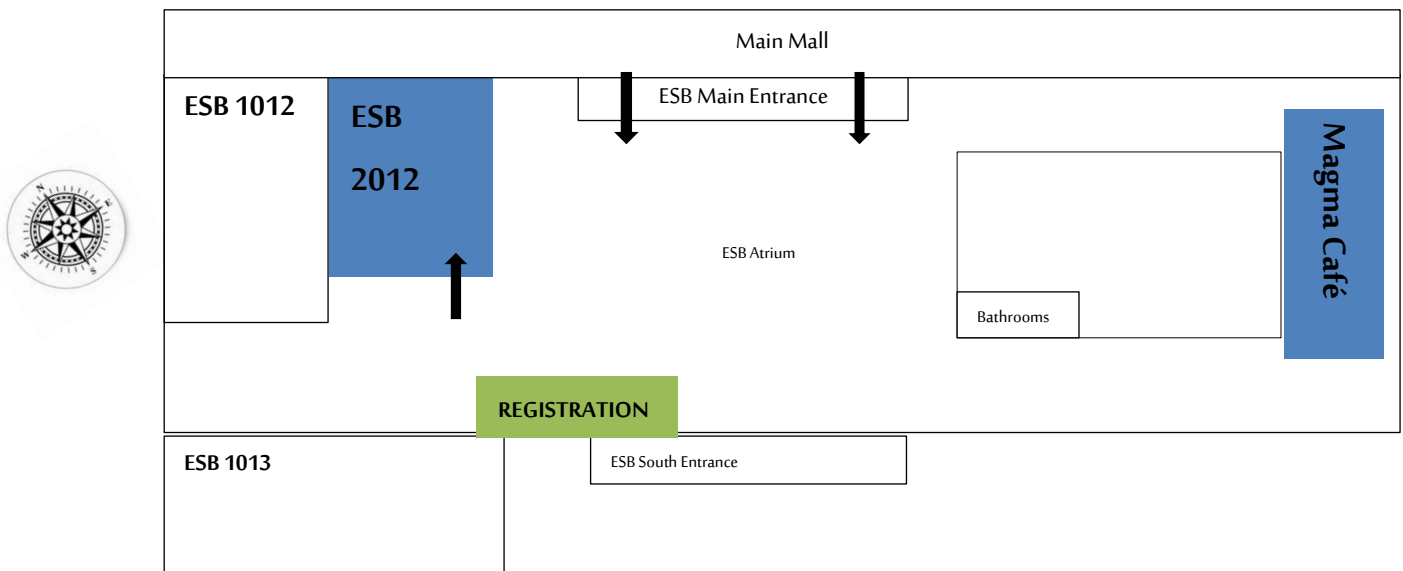 Main Mall
ESB 1012
ESB
2012
ESB Main Entrance
Magma Café
N
E
W
S
ESB Atrium
Bathrooms
REGISTRATION
ESB 1013
ESB South Entrance